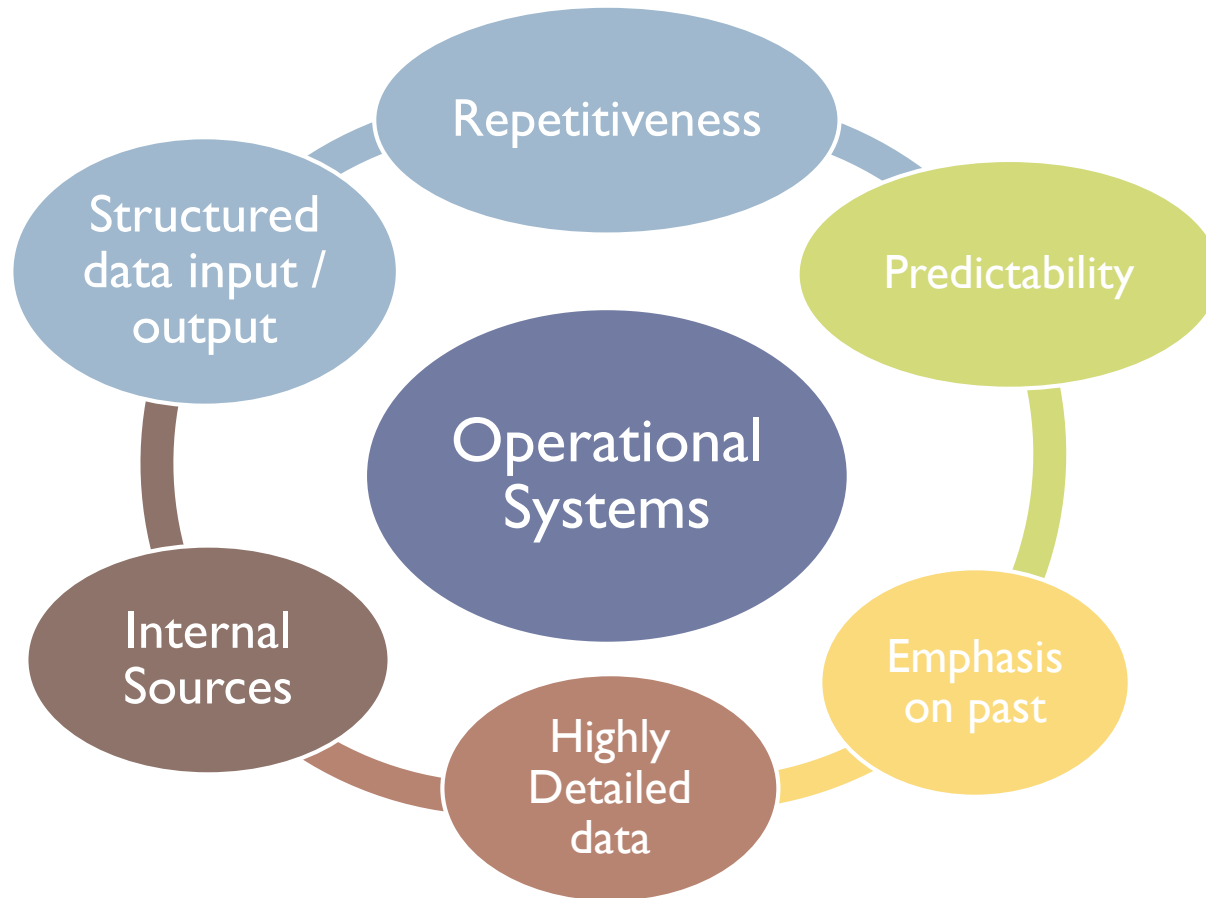 Repetitiveness
Structured
data input /
output
Predictability
Operational
Systems
Internal
Sources
Emphasis
on past
Highly
Detailed
data